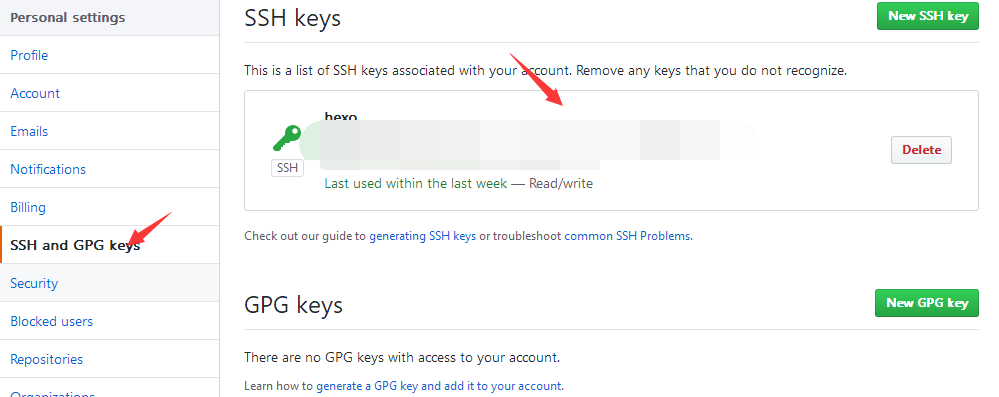 Personal settings
Profile
Account
Emails
Notifications
Billing
SSH and GPG keys
Security
Blocked users
Repositories
Organizations
SSH keys
New SSH key
This is a list of SSH keys associated with your account. Remove any keys that you do not recognize.
hexo
SSH
Last used within the last week — Read/write
Delete
Check out our guide to generating SSH keys or troubleshoot common SSH Problems.
GPG keys
New GPG key
There are no GPG keys with access to your account.
Learn how to generate a GPG key and add it to your account.